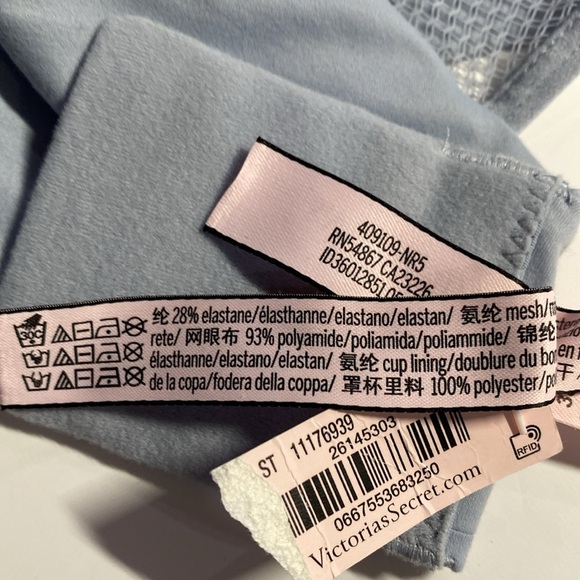 409109-NR5
RN54867 CA23226
ID36012851
纶 28% elastane/élasthanne/elastano/elastan/ 氨纶 mesh/
rete/ 网眼布 93% polyamide/poliamida/poliammide/ 锦纶
élasthanne/elastano/elastan/ 氨纶 cup lining/doublure du bo
de la copa/fodera della coppa/ 罩杯里料 100% polyester/po
30C
ST 11176939
26145303
0667553683250
VictoriasSecret.com
RFID